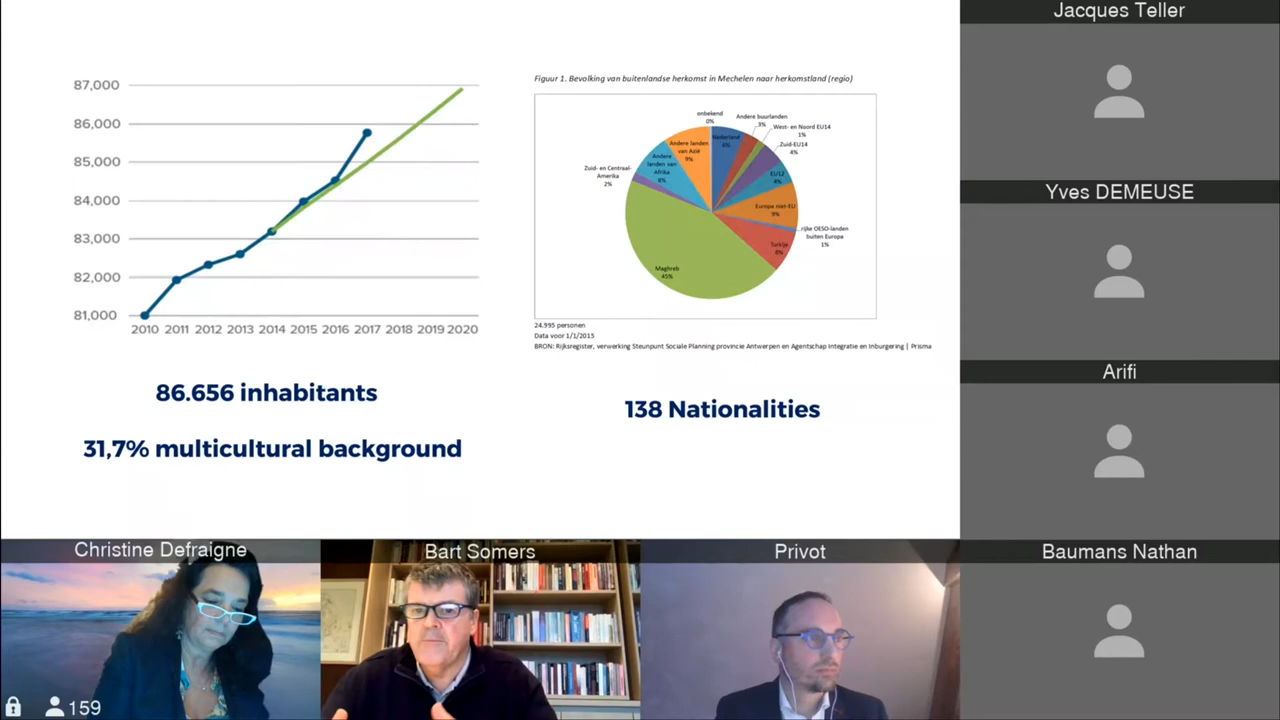 87,000
86,000
85,000
84,000
83,000
82,000
81,000
2010 2011 2012 2013 2014 2015 2016 2017 2018 2019 2020
86.656 inhabitants
31,7% multicultural background
Figuur 1. Bevolking van buitenlandse herkomst in Mechelen naar herkomstland (regio)
onbekend
0%
Nederland
6%
Andere buurlanden
3%
West- en Noord EU14
1%
Zuid-EU14
4%
EU12
4%
Europa niet-EU
9%
rijke OESO-landen
buiten Europa
1%
Turkije
8%
Maghreb
45%
Zuid- en Centraal-
Amerika
2%
Andere
landen van
Afrika
8%
Andere landen
van Azië
9%
24.995 personen
Data voor 1/1/2015
BRON: Rijksregister, verwerking Steunpunt Sociale Planning provincie Antwerpen en Agentschap Integratie en Inburgering | Prisma
138 Nationalities
Jacques Teller
Yves DEMEUSE
Arifi
Baumans Nathan
Christine Defraigne
Bart Somers
Privot
159